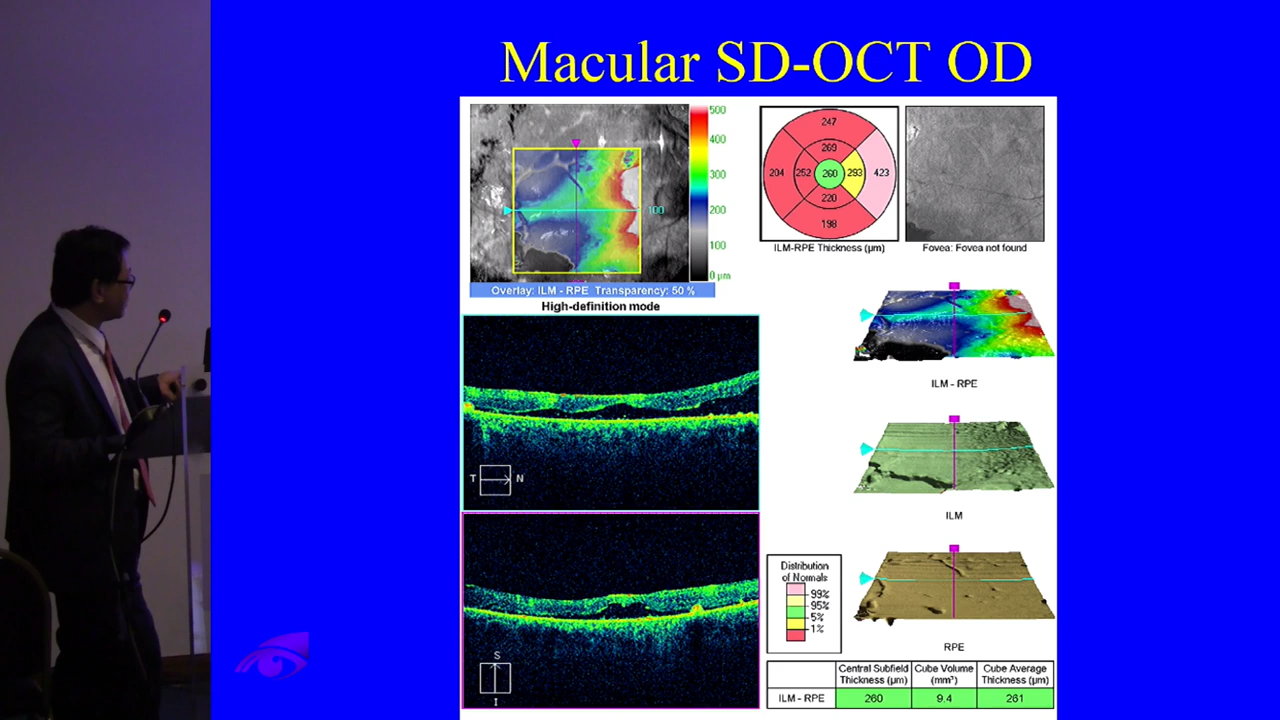 Macular SD-OCT OD
500
400
300
200
100
0 µm
100
Overlay: ILM - RPE Transparency: 50 %
High-definition mode
247
269
204 252 260 293 423
220
198
ILM-RPE Thickness (µm)
Fovea: Fovea not found
ILM - RPE
T N
ILM
S
I
Distribution
of Normals
99%
95%
5%
1%
RPE
Central Subfield Thickness (µm) Cube Volume (mm³) Cube Average Thickness (µm)
ILM - RPE 260 9.4 261